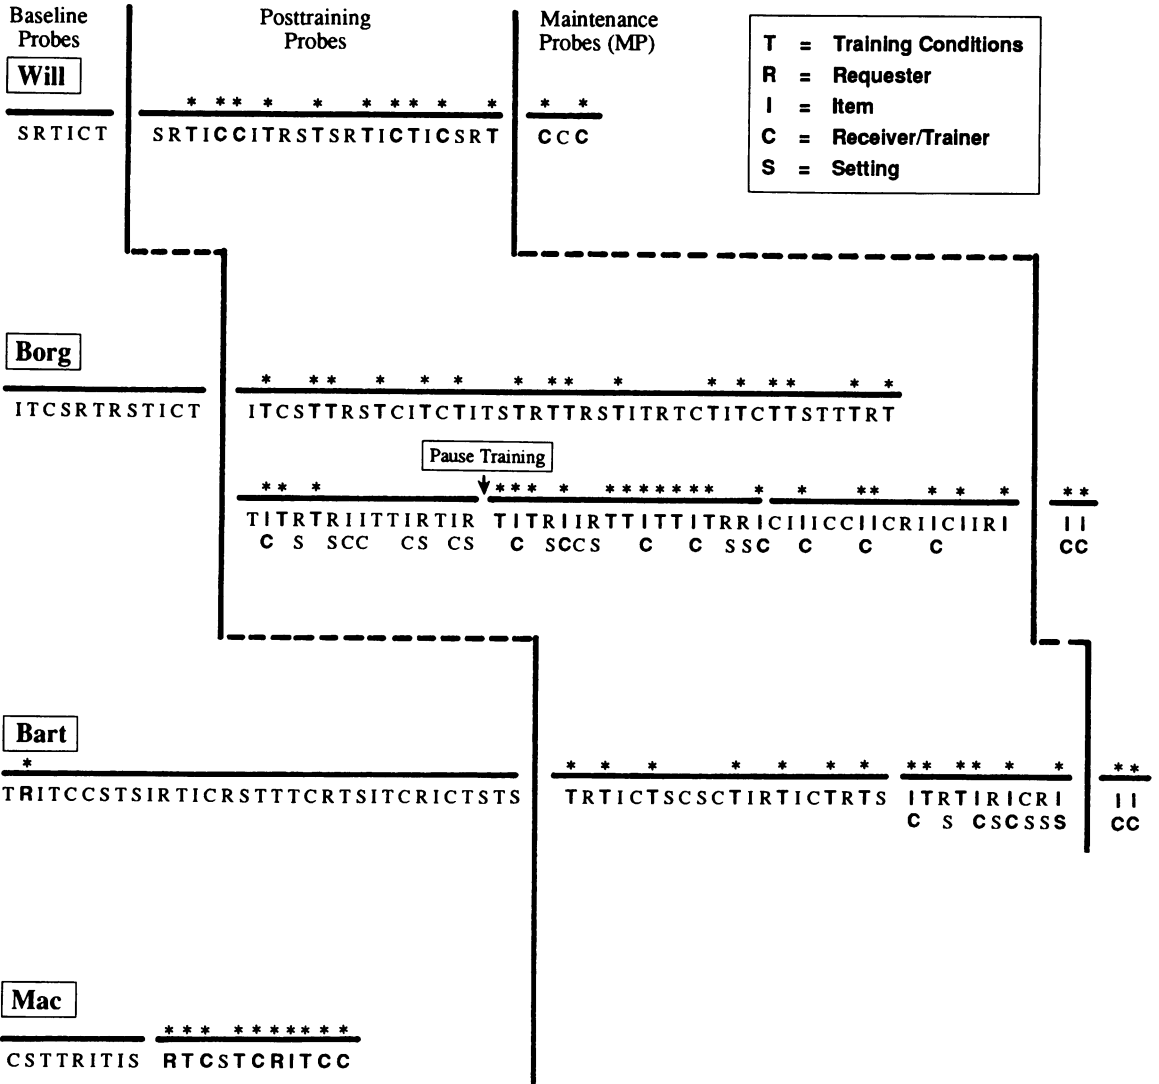 Baseline Probes
Posttraining Probes
Maintenance Probes (MP)
T = Training Conditions
R = Requester
I = Item
C = Receiver/Trainer
S = Setting
Will
* ** * * * ** * * * *
SRTICT SRTICCITRSTSRTICTICSRT CCC
Borg
* ** * * * * ** * * * ** * *
ITCSRTRSTICT ITCSTTRSTCITCTITSTRTTRSTITRTCTITCTTSTTTRT
Pause Training
** * *** * ******* * * ** * * * **
TITRTRIITTIRTIR TITRIIRTTITTITRRICIIICCIICRIICIIRI II
C S SCC CS CS C SCCS C C SSC C C C CC
Bart
* * * * * * * * ** ** * * **
TRITCCSTSIRTICRSTTTCRTSITCRICTSTS TRTICTSCSCTIRTICTRTS ITRTIRICRI II
C S CSCSSS CC
Mac
*** *******
CSTTRITIS RTCSTCRITCC